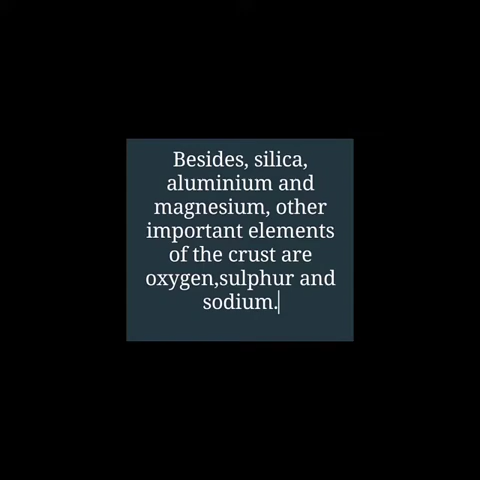 Besides, silica,
aluminium and
magnesium, other
important elements
of the crust are
oxygen,sulphur and
sodium.